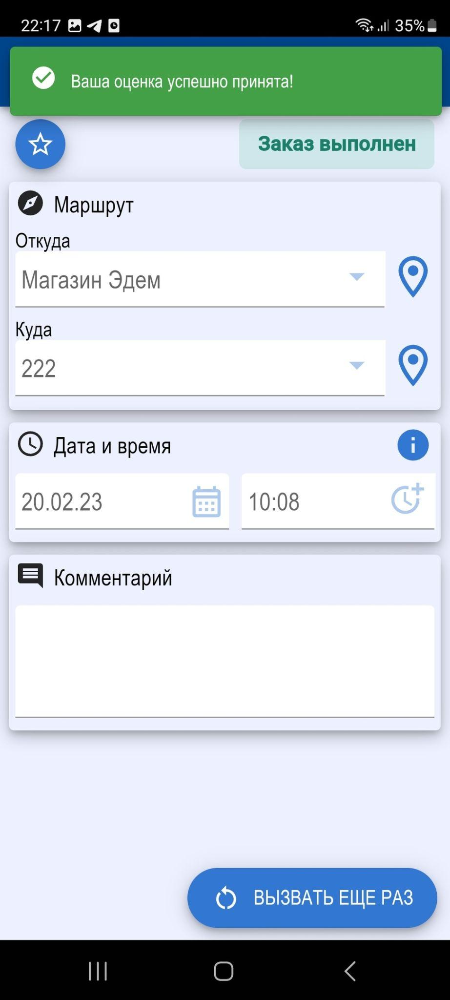 22:17
35%
Ваша оценка успешно принята!
Заказ выполнен
Маршрут
Откуда
Магазин Эдем
Куда
222
Дата и время
20.02.23
10:08
Комментарий
ВЫЗВАТЬ ЕЩЕ РАЗ